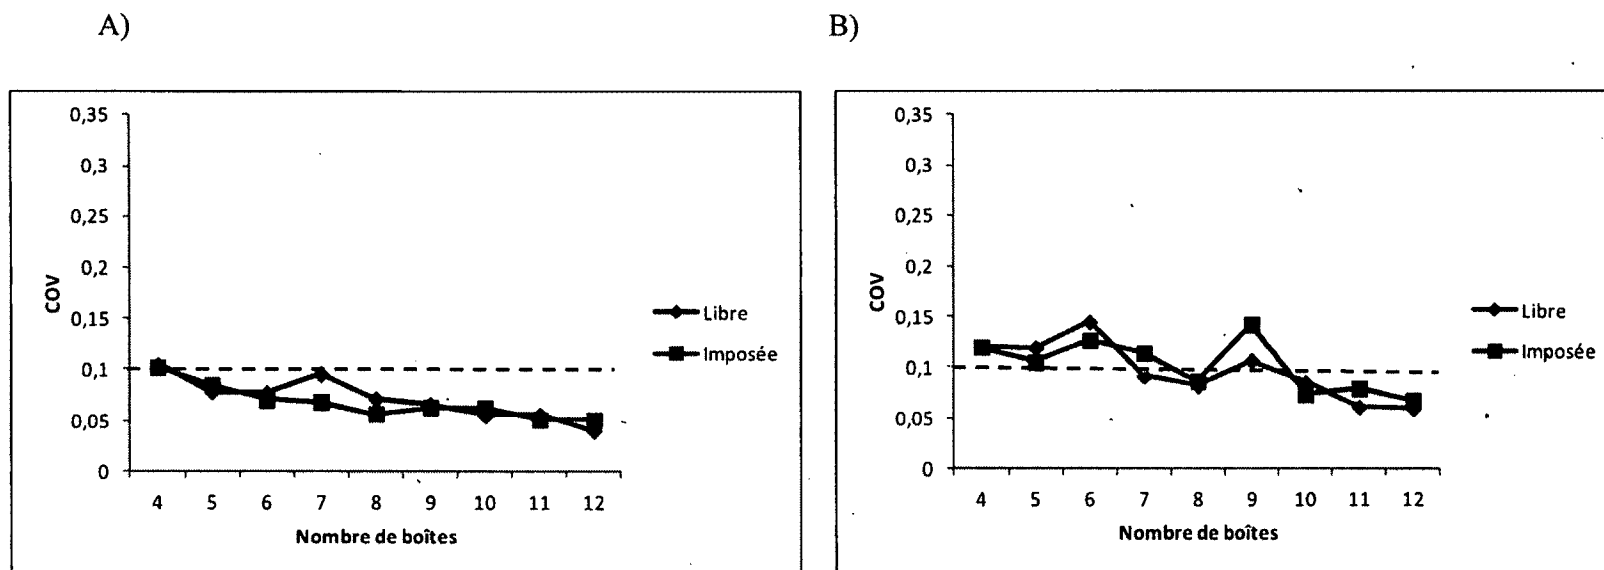 A)
B)
0,35
0,3
0,25
0,2
0,15
0,1
0,05
0
COV
4 5 6 7 8 9 10 11 12
Nombre de boîtes
Libre
Imposée
0,35
0,3
0,25
0,2
0,15
0,1
0,05
0
COV
4 5 6 7 8 9 10 11 12
Nombre de boîtes
Libre
Imposée